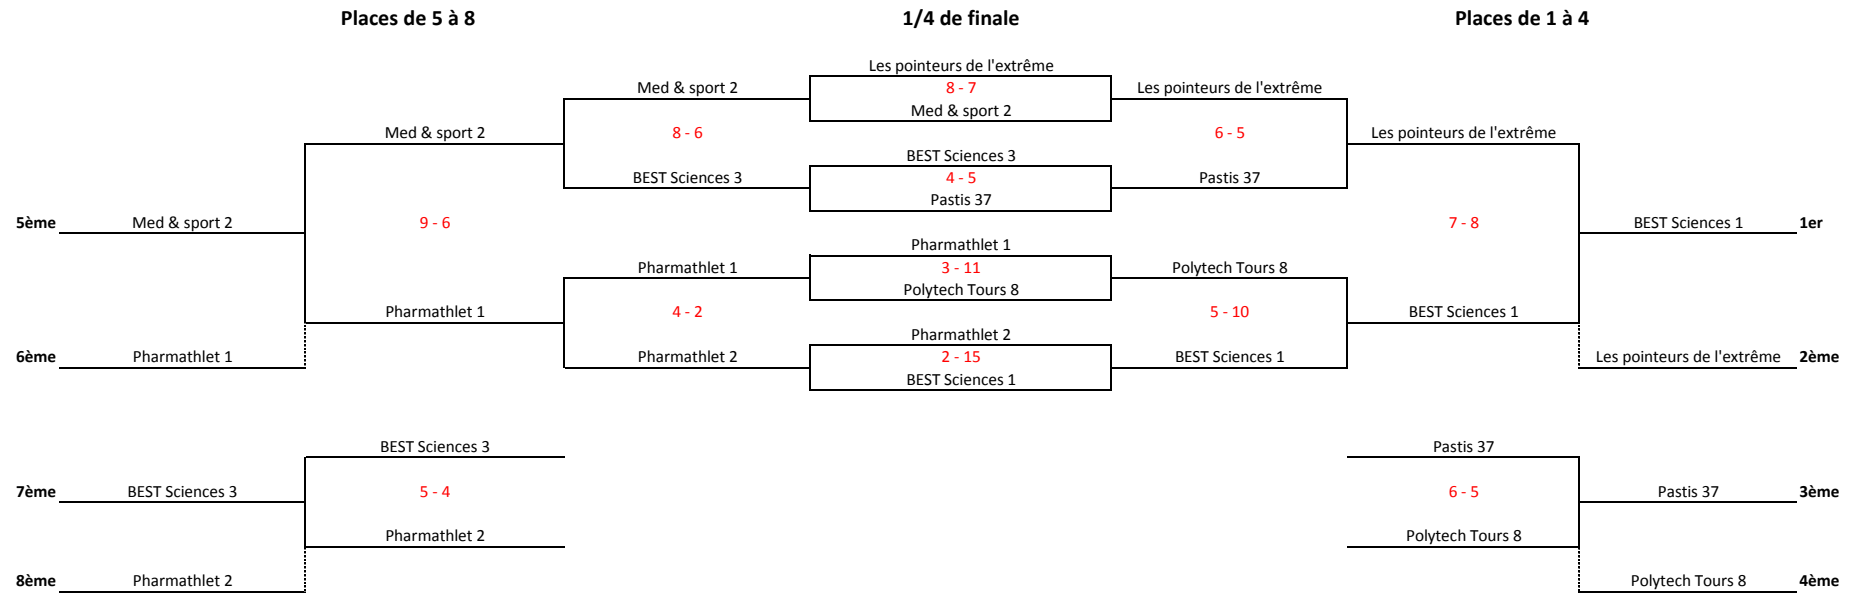 Places de 5 à 8 1/4 de finale Places de 1 à 4
Les pointeurs de l'extrême
Med & sport 2 8 - 7 Les pointeurs de l'extrême
Med & sport 2
Med & sport 2 8 - 6 6 - 5 Les pointeurs de l'extrême
BEST Sciences 3
BEST Sciences 3 4 - 5 Pastis 37
Pastis 37
5ème Med & sport 2 9 - 6 7 - 8 BEST Sciences 1 1er
Pharmathlet 1
Pharmathlet 1 3 - 11 Polytech Tours 8
Polytech Tours 8
Pharmathlet 1 4 - 2 5 - 10 BEST Sciences 1
Pharmathlet 2
6ème Pharmathlet 1 Pharmathlet 2 2 - 15 BEST Sciences 1 Les pointeurs de l'extrême 2ème
BEST Sciences 1
BEST Sciences 3 Pastis 37
7ème BEST Sciences 3 5 - 4 6 - 5 Pastis 37 3ème
Pharmathlet 2 Polytech Tours 8
8ème Pharmathlet 2 Polytech Tours 8 4ème